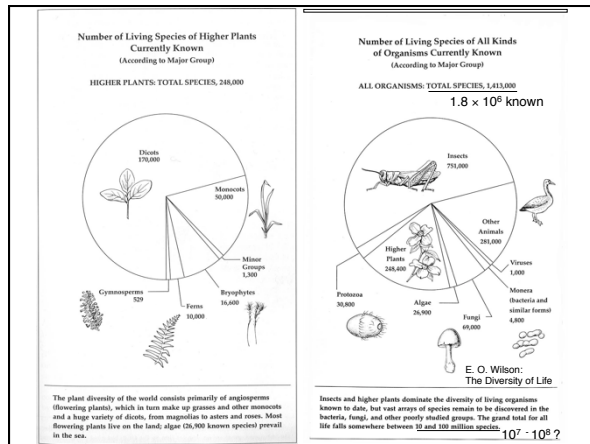 Number of Living Species of Higher Plants
Currently Known
(According to Major Group)
HIGHER PLANTS: TOTAL SPECIES, 248,000
Dicots
170,000
Monocots
50,000
Minor
Groups
1,300
Bryophytes
16,600
Ferns
10,000
Gymnosperms
529
The plant diversity of the world consists primarily of angiosperms
(flowering plants), which in turn make up grasses and other monocots
and a huge variety of dicots, from magnolias to asters and roses. Most
flowering plants live on the land; algae (26,900 known species) prevail
in the sea.
Number of Living Species of All Kinds
of Organisms Currently Known
(According to Major Group)
ALL ORGANISMS: TOTAL SPECIES, 1,413,000
1.8 × 10⁶ known
Insects
751,000
Other
Animals
281,000
Viruses
1,000
Monera
(bacteria and
similar forms)
4,800
Fungi
69,000
Algae
26,900
Higher
Plants
248,400
Protozoa
30,800
E. O. Wilson:
The Diversity of Life
Insects and higher plants dominate the diversity of living organisms
known to date, but vast arrays of species remain to be discovered in the
bacteria, fungi, and other poorly studied groups. The grand total for all
life falls somewhere between 10 and 100 million species.
10⁷ - 10⁸ ?